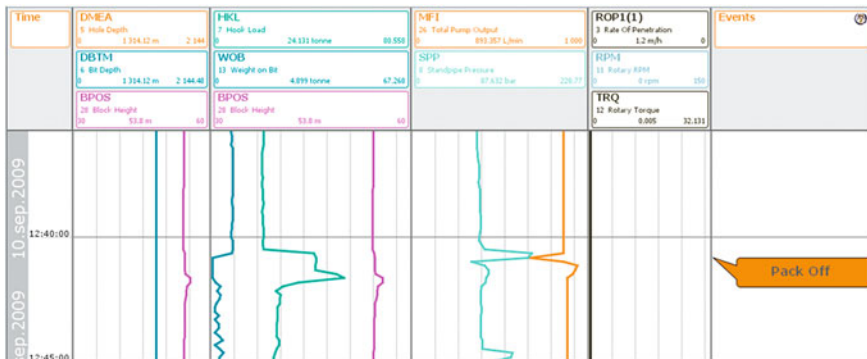 Time
DMEA
5 Hole Depth
0 1 314.12 m 2 144
DBTM
6 Bit Depth
0 1 314.12 m 2 144.48
BPOS
28 Block Height
30 53.8 m 60
HKL
7 Hook Load
0 24.131 tonne 80.558
WOB
13 Weight on Bit
0 4.899 tonne 67.268
BPOS
28 Block Height
30 53.8 m 60
MFI
26 Total Pump Output
0 893.357 L/min 1 000
SPP
8 Standpipe Pressure
0 87.632 bar 220.77
ROP1(1)
3 Rate Of Penetration
0 1.2 m/h 0
RPM
11 Rotary RPM
0 0 rpm 150
TRQ
12 Rotary Torque
0 0.005 32.131
Events
10.sep.2009
12:40:00
Pack Off
sep.2009
12:45:00